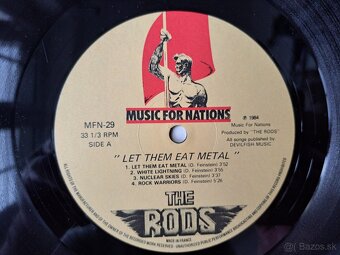 MUSIC FOR NATIONS
MFN-29
33 1/3 RPM
SIDE A
℗ 1984
Music For Nations
Produced by "THE RODS"
All songs published by
DEVILFISH MUSIC
" LET THEM EAT METAL "
1. LET THEM EAT METAL (D. Feinstein) 3'52
2. WHITE LIGHTNING (D. Feinstein) 3'55
3. NUCLEAR SKIES (D. Feinstein) 4'22
4. ROCK WARRIORS (D. Feinstein) 5'26
THE
RODS
MADE IN FRANCE
Bazos.sk